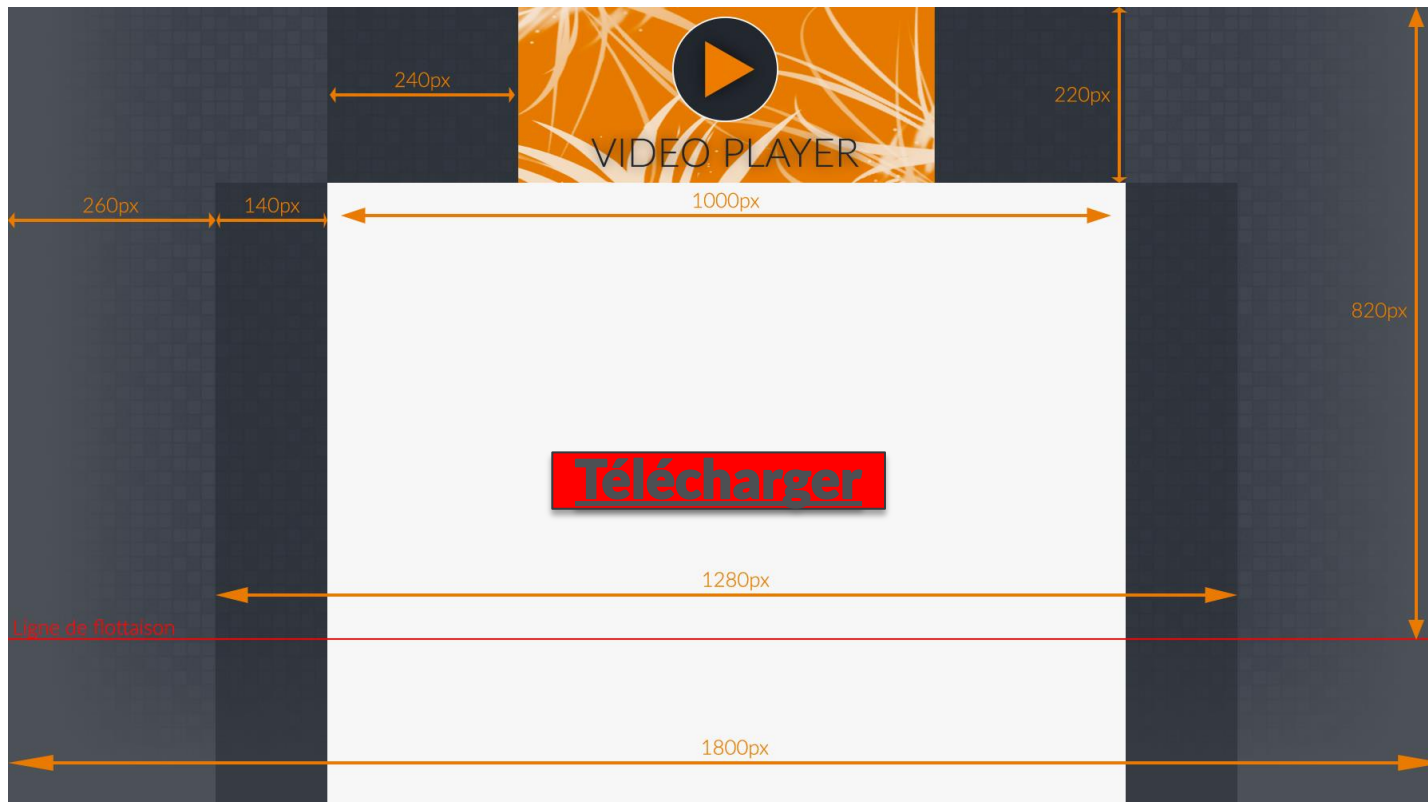 240px
220px
VIDEO PLAYER
260px
140px
1000px
820px
Télécharger
1280px
Ligne de flottaison
1800px